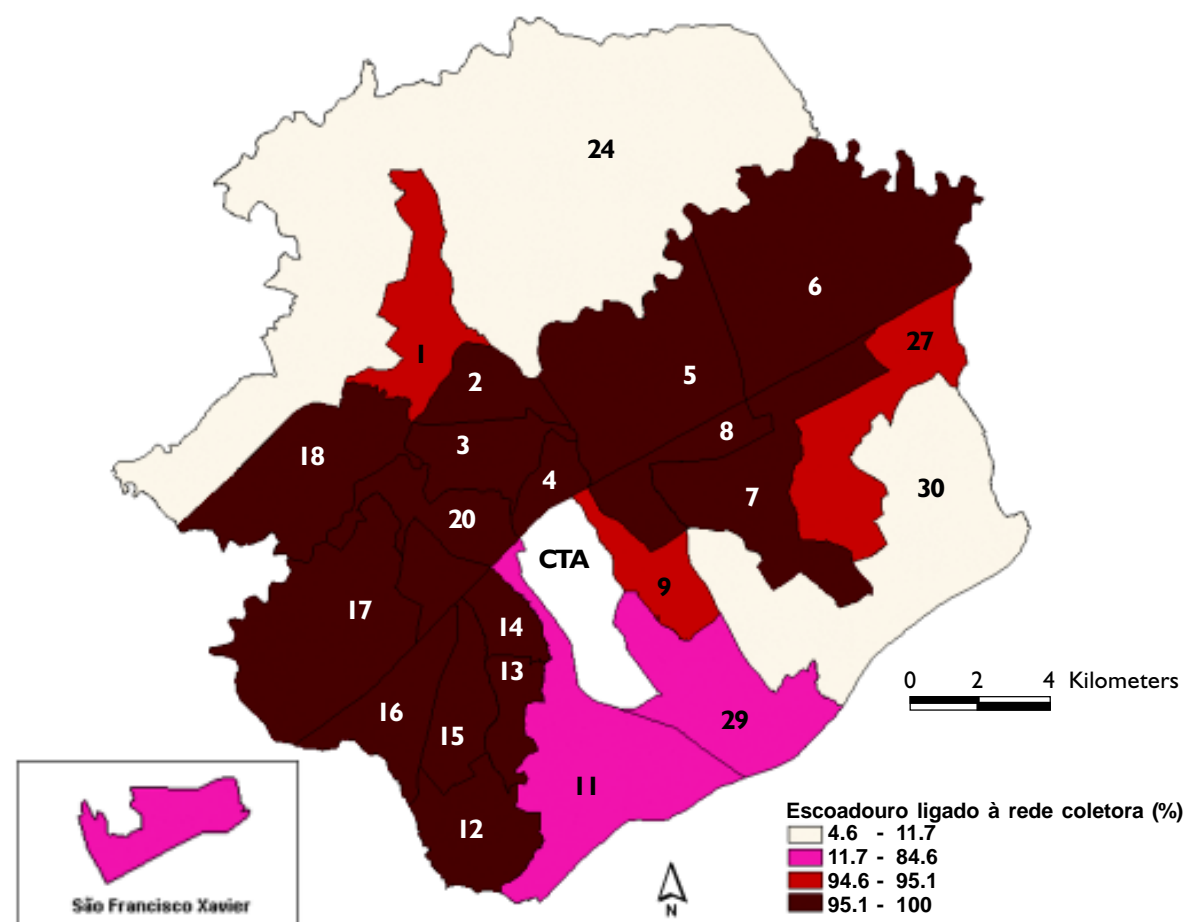 24
6
1
27
2
5
8
3
18
4
30
7
20
CTA
9
17
14
13
0 2 4 Kilometers
16
29
15
11
12
São Francisco Xavier
N
Escoadouro ligado à rede coletora (%)
4.6 - 11.7
11.7 - 84.6
94.6 - 95.1
95.1 - 100